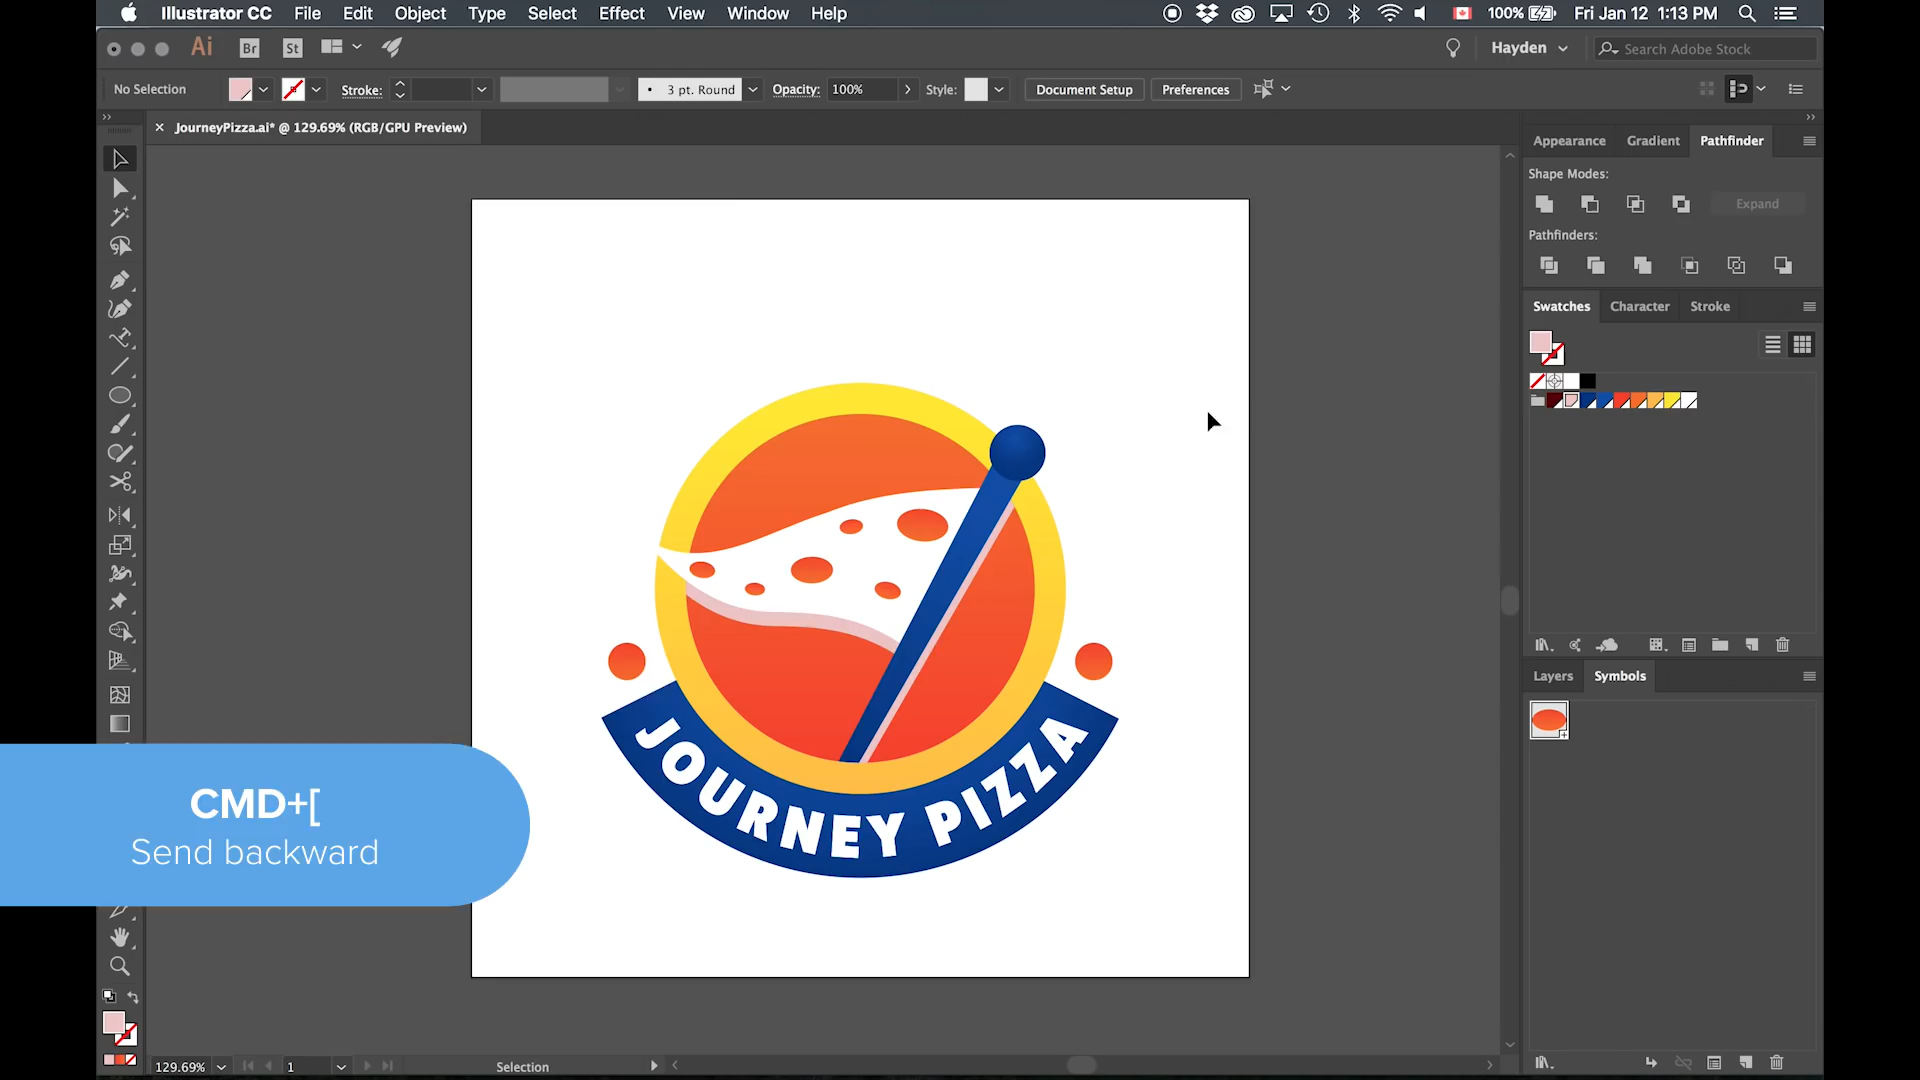 Illustrator CC File Edit Object Type Select Effect View Window Help 100% Fri Jan 12 1:13 PM
Ai Br St Hayden Search Adobe Stock
No Selection Stroke: 3 pt. Round Opacity: 100% Style: Document Setup Preferences
JourneyPizza.ai* @ 129.69% (RGB/GPU Preview)
Appearance Gradient Pathfinder
Shape Modes:
Expand
Pathfinders:
Swatches Character Stroke
Layers Symbols
JOURNEY PIZZA
CMD+[
Send backward
129.69% 1 Selection